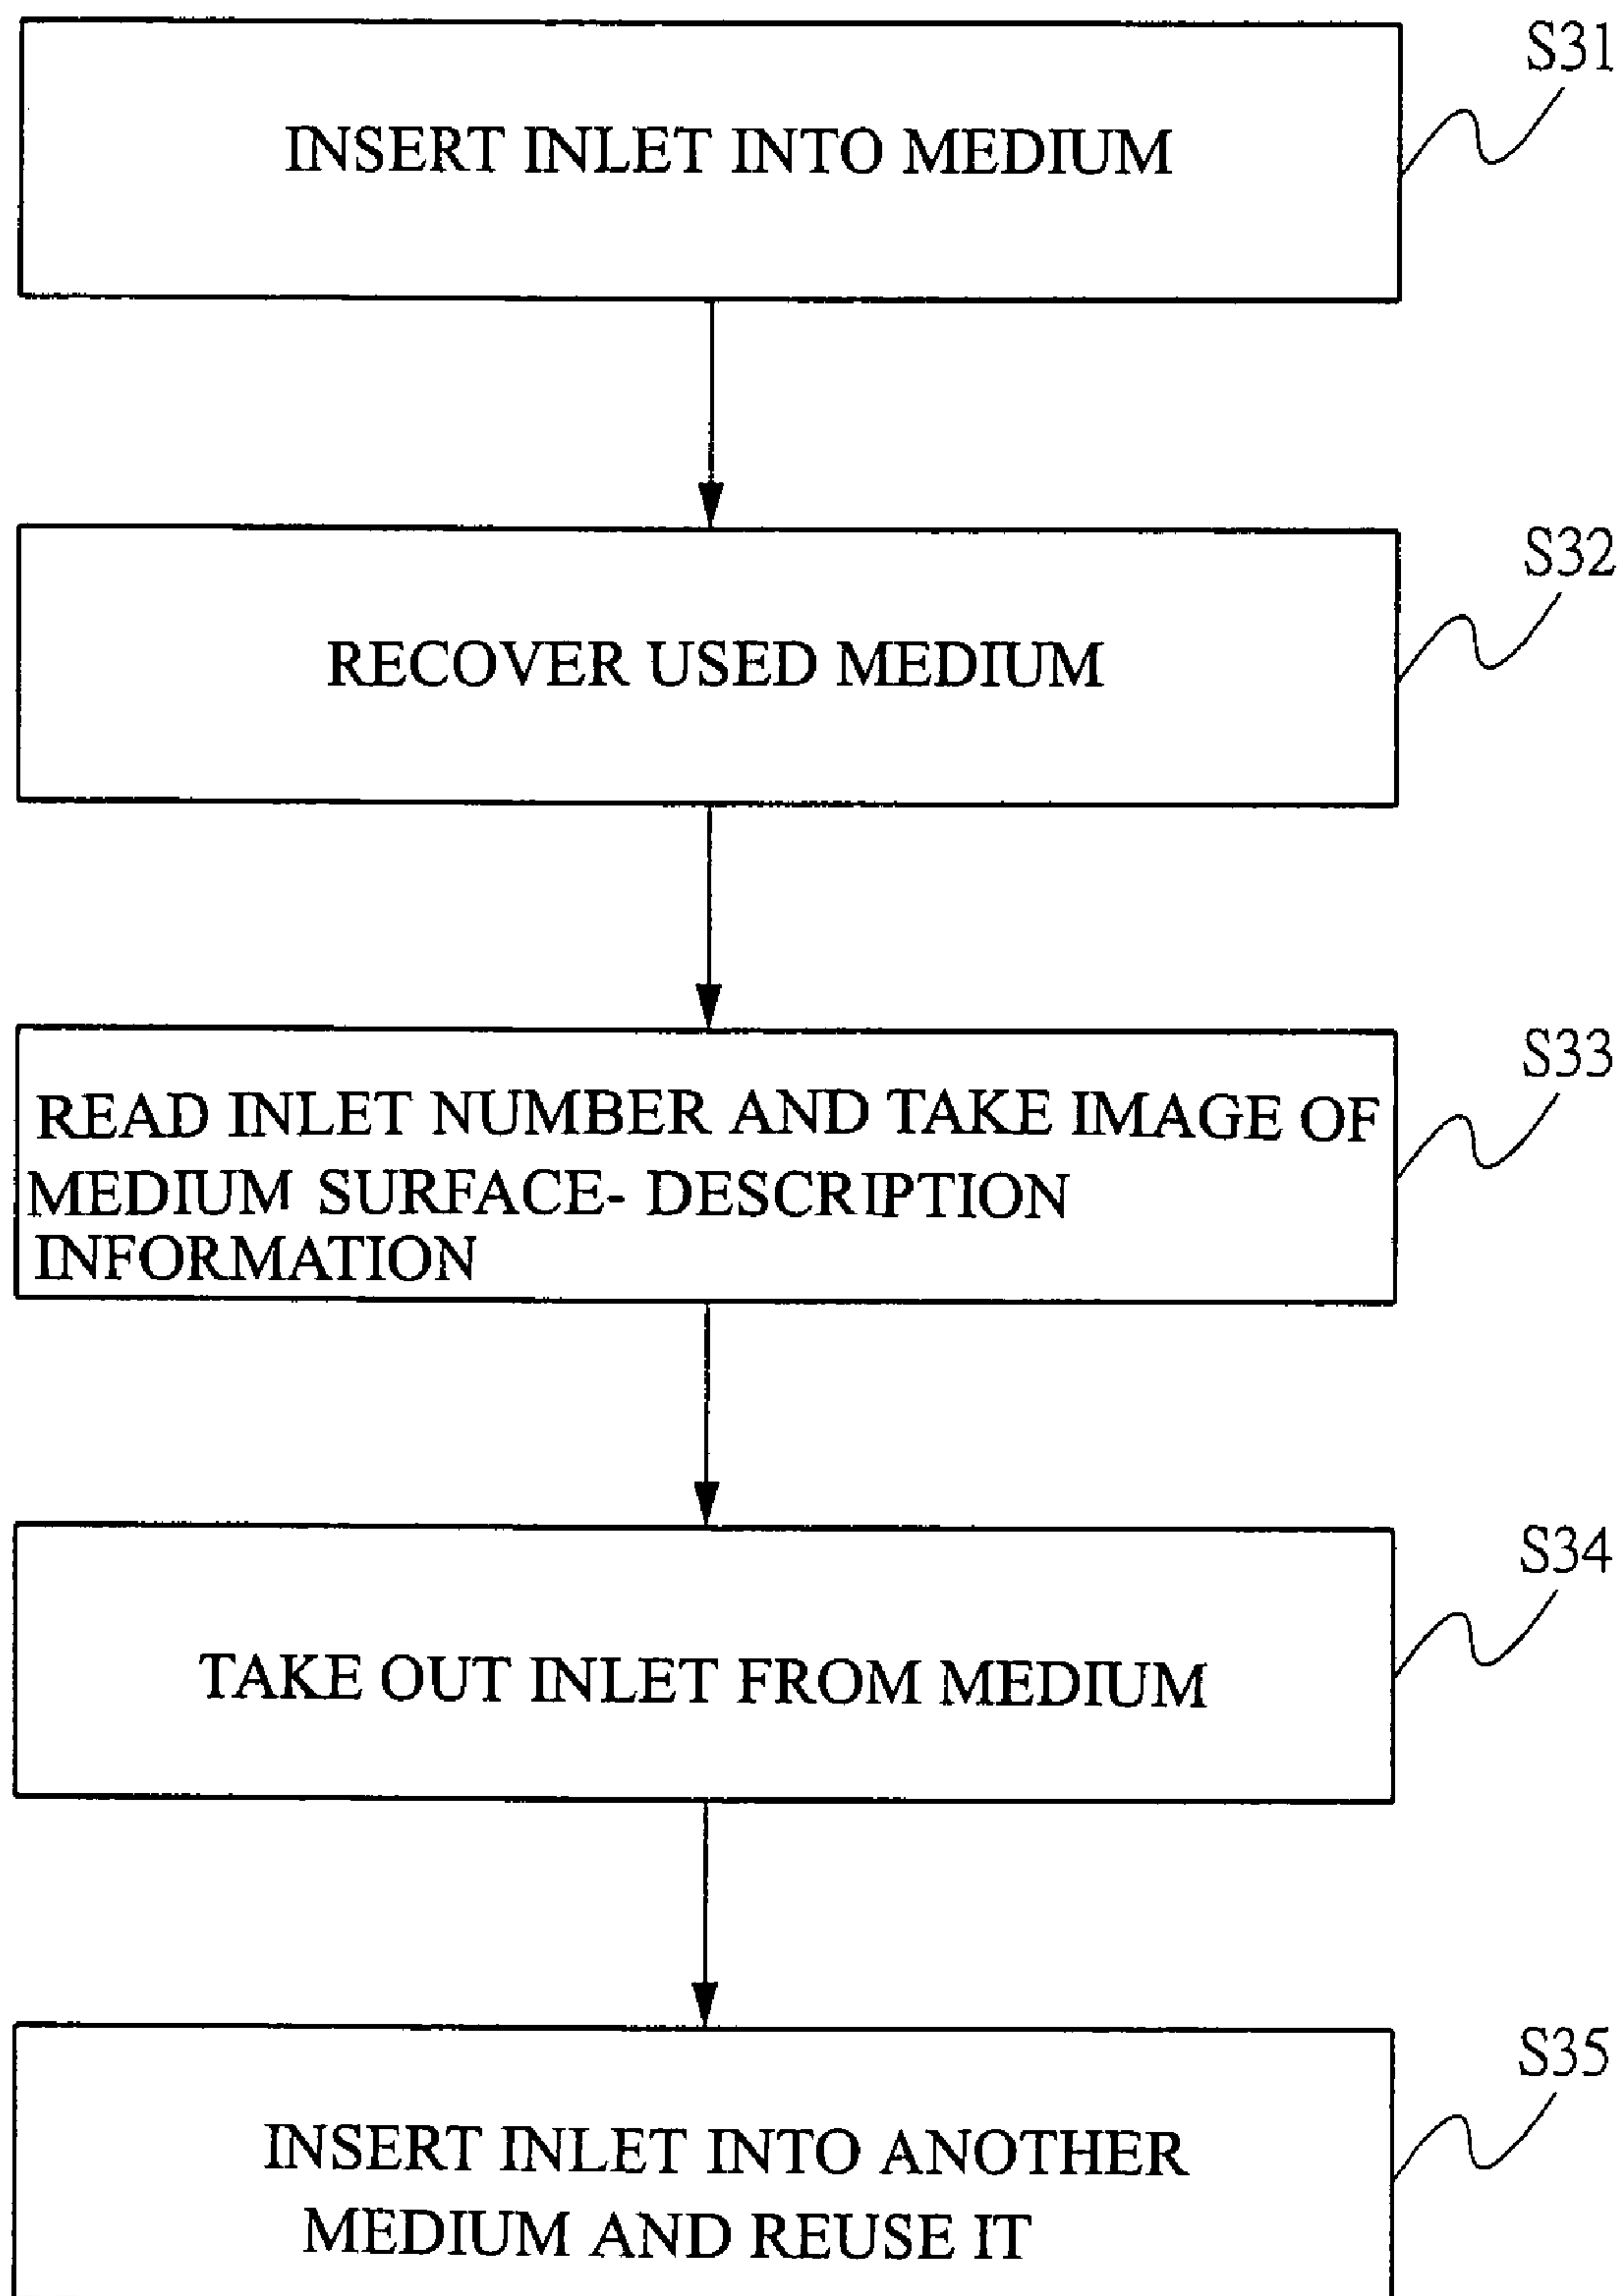 S31
INSERT INLET INTO MEDIUM
S32
RECOVER USED MEDIUM
S33
READ INLET NUMBER AND TAKE IMAGE OF
MEDIUM SURFACE- DESCRIPTION
INFORMATION
S34
TAKE OUT INLET FROM MEDIUM
S35
INSERT INLET INTO ANOTHER
MEDIUM AND REUSE IT